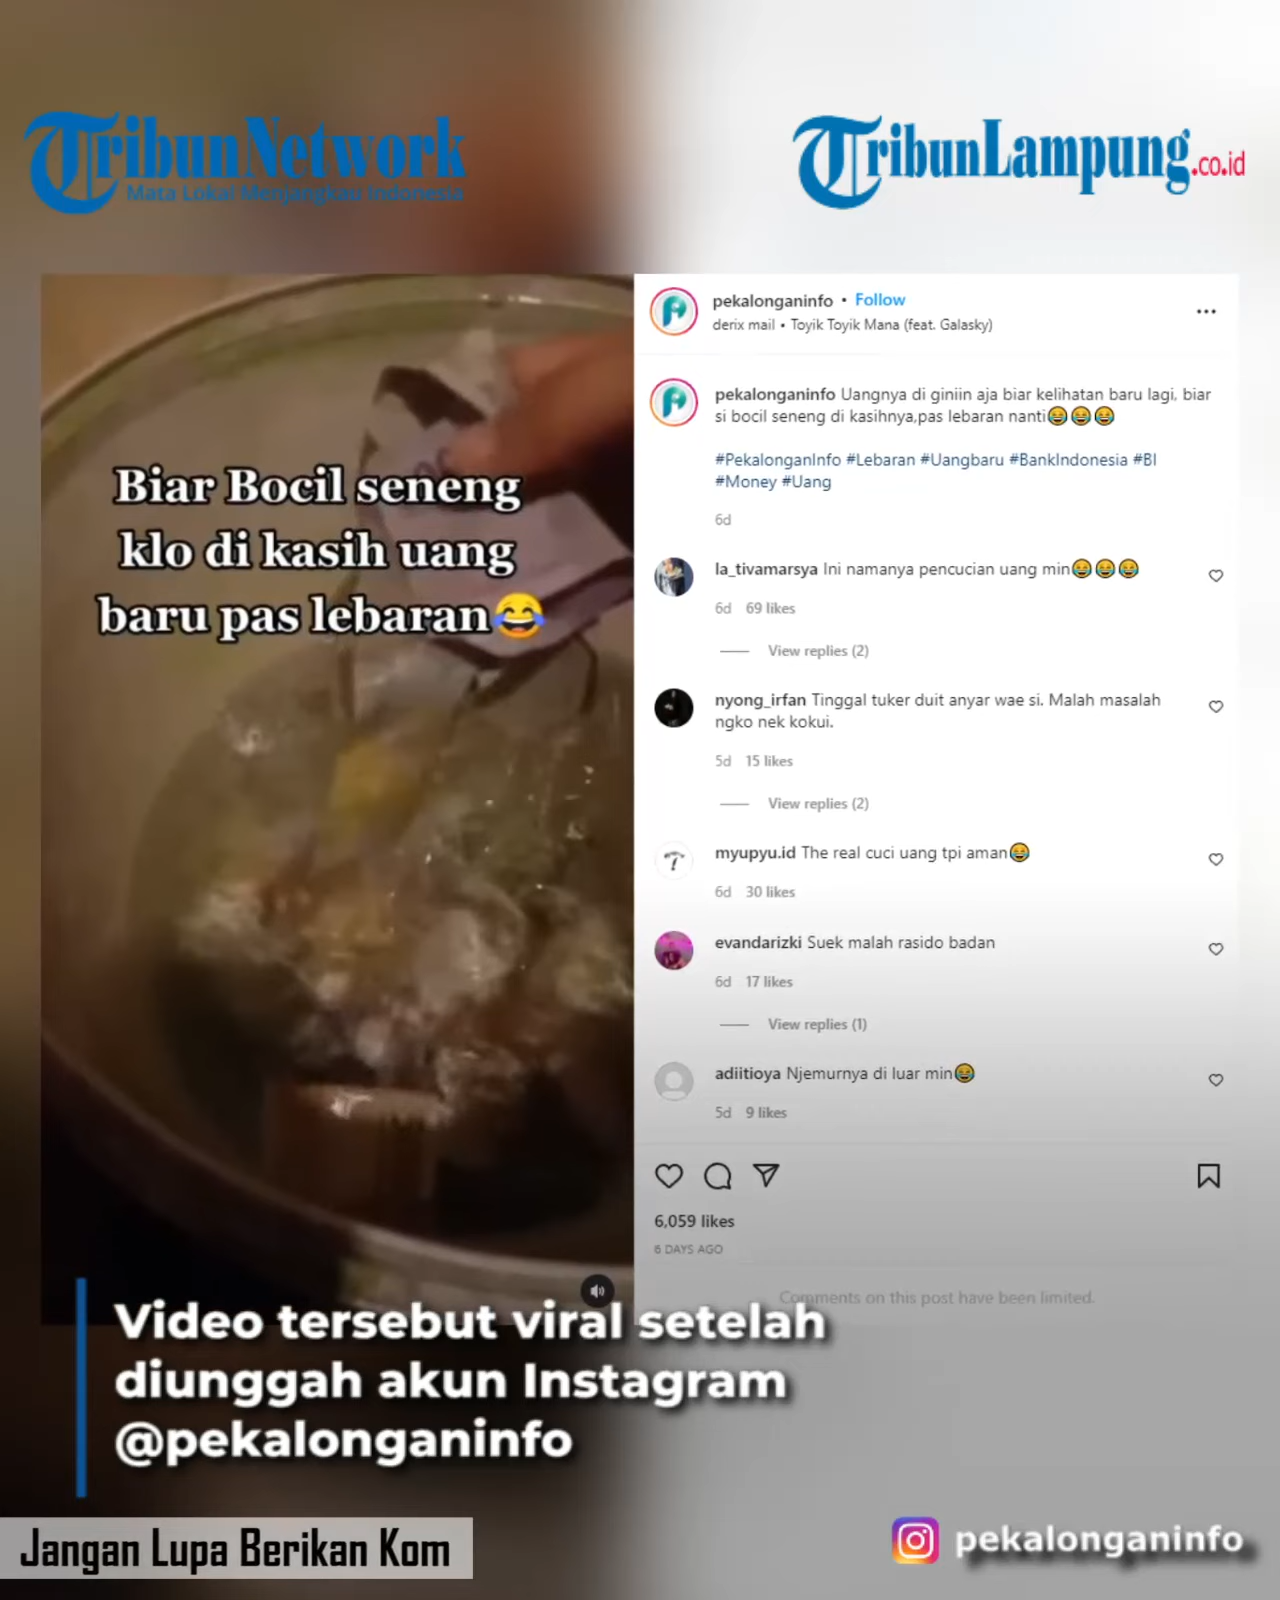 TribunNetwork
Mata Lokal Menjangkau Indonesia
TribunLampung.co.id
Biar Bocil seneng
klo di kasih uang
baru pas lebaran😂
pekalonganinfo • Follow
derix mail • Toyik Toyik Mana (feat. Galasky)
pekalonganinfo Uangnya di giniin aja biar kelihatan baru lagi, biar
si bocil seneng di kasihnya,pas lebaran nanti😂😂😂
#PekalonganInfo #Lebaran #Uangbaru #BankIndonesia #BI
#Money #Uang
6d
la_tivamarsya Ini namanya pencucian uang min😂😂😂
6d 69 likes
View replies (2)
nyong_irfan Tinggal tuker duit anyar wae si. Malah masalah
ngko nek kokui.
5d 15 likes
View replies (2)
myupyu.id The real cuci uang tpi aman😂
6d 30 likes
evandarizki Suek malah rasido badan
6d 17 likes
View replies (1)
adiitioya Njemurnya di luar min😂
5d 9 likes
6,059 likes
6 DAYS AGO
Comments on this post have been limited.
Video tersebut viral setelah
diunggah akun Instagram
@pekalonganinfo
Jangan Lupa Berikan Kom
pekalonganinfo